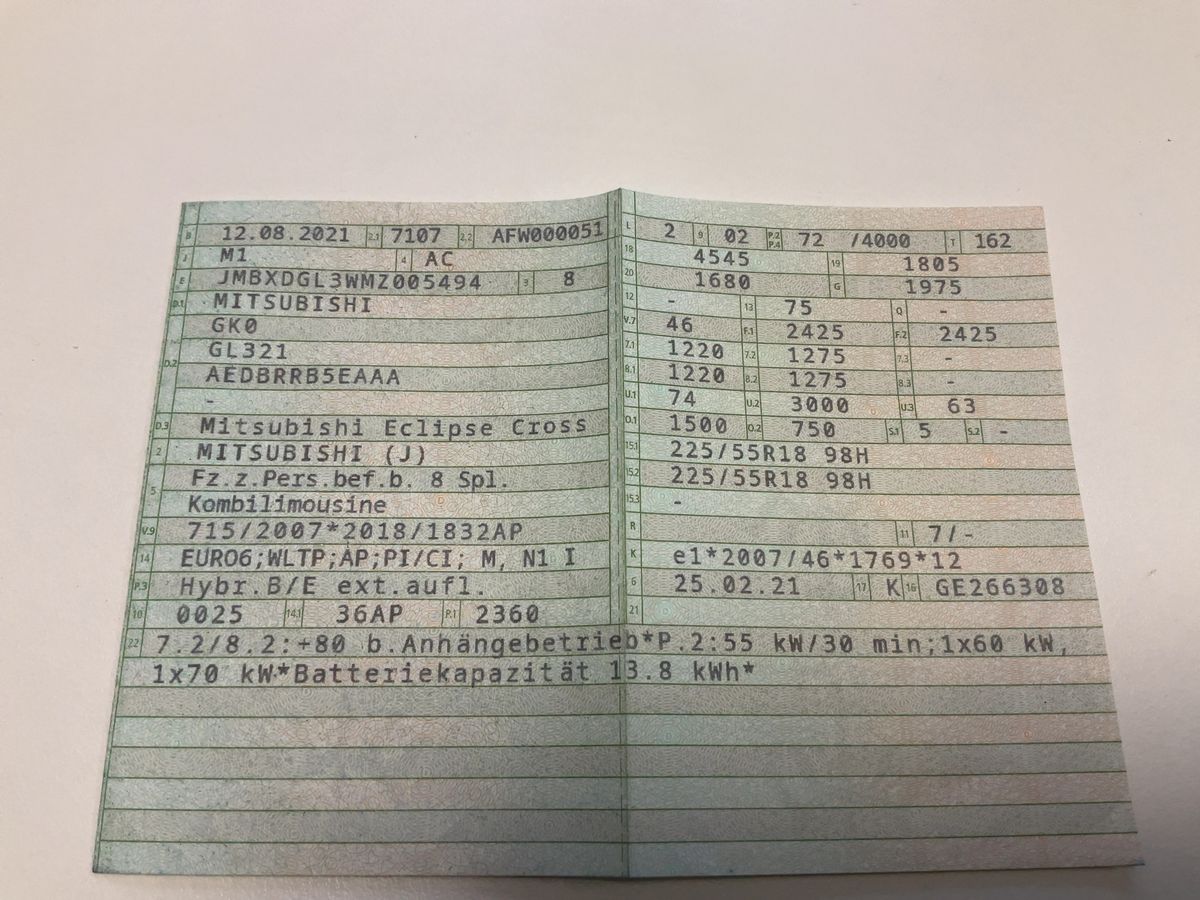 B 12.08.2021 2.1 7107 2.2 AFW000051
J M1 4 AC
E JMBXDGL3WMZ005494 3 8
D.1 MITSUBISHI
GK0
D.2 GL321
AEDBRRB5EAAA
-
D.3 Mitsubishi Eclipse Cross
2 MITSUBISHI (J)
5 Fz.z.Pers.bef.b. 8 Spl.
Kombilimousine
V.9 715/2007*2018/1832AP
14 EURO6;WLTP;AP;PI/CI; M, N1 I
P.3 Hybr.B/E ext.aufl.
10 0025 14.1 36AP P.1 2360
L 2 9 02 P.2 P.4 72 /4000 T 162
18 4545 19 1805
20 1680 G 1975
12 - 13 75 Q -
V.7 46 F.1 2425 F.2 2425
7.1 1220 7.2 1275 7.3 -
8.1 1220 8.2 1275 8.3 -
U.1 74 U.2 3000 U.3 63
O.1 1500 O.2 750 S.1 5 S.2 -
15.1 225/55R18 98H
15.2 225/55R18 98H
15.3 -
R 11 7/-
K e1*2007/46*1769*12
6 25.02.21 17 K 16 GE266308
21
22 7.2/8.2:+80 b.Anhängebetrieb*P.2:55 kW/30 min;1x60 kW,
1x70 kW*Batteriekapazität 13.8 kWh*